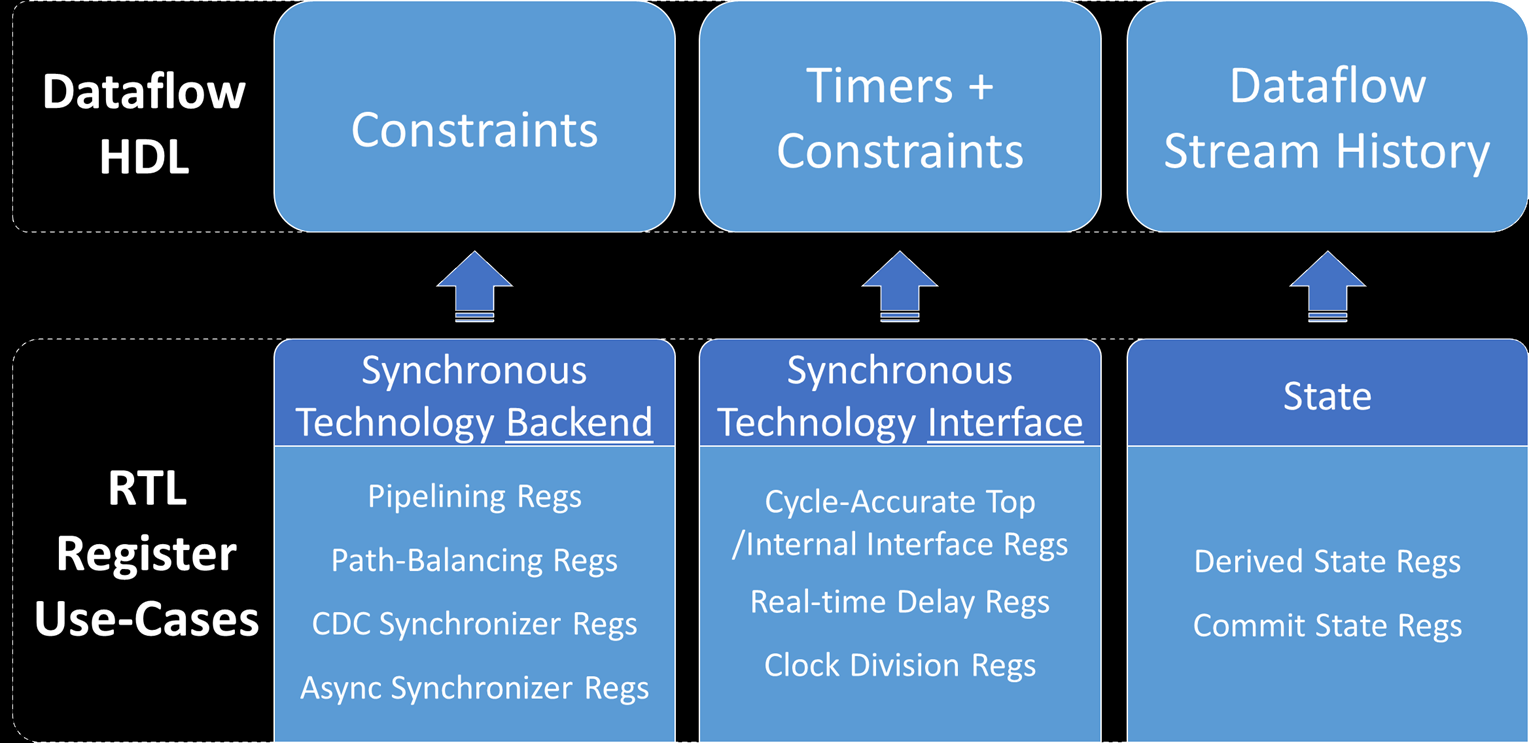 Dataflow
HDL
Constraints
Timers +
Constraints
Dataflow
Stream History
RTL
Register
Use-Cases
Synchronous
Technology Backend
Pipelining Regs
Path-Balancing Regs
CDC Synchronizer Regs
Async Synchronizer Regs
Synchronous
Technology Interface
Cycle-Accurate Top
/Internal Interface Regs
Real-time Delay Regs
Clock Division Regs
State
Derived State Regs
Commit State Regs